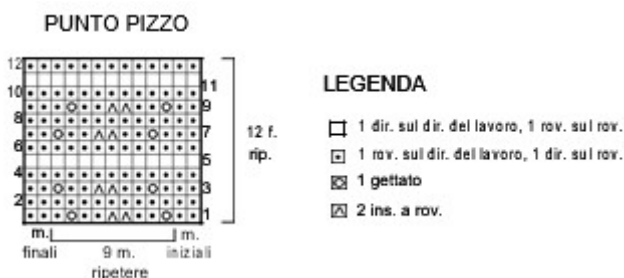 PUNTO PIZZO
12
11
10
9
8
7
6
5
4
3
2
1
12 f.
rip.
m. m.
finali 9 m. iniziali
ripetere
LEGENDA
1 dir. sul dir. del lavoro, 1 rov. sul rov.
1 rov. sul dir. del lavoro, 1 dir. sul rov.
1 gettato
2 ins. a rov.